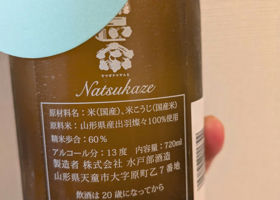 Natsukaze
原材料名：米（国産）、米こうじ（国産米）
原料米：山形県産出羽燦々100％使用
精米歩合：60％
アルコール分：13度 内容量：720ml
製造者 株式会社 水戸部酒造
山形県天童市大字原町乙7番地
飲酒は20歳になってから